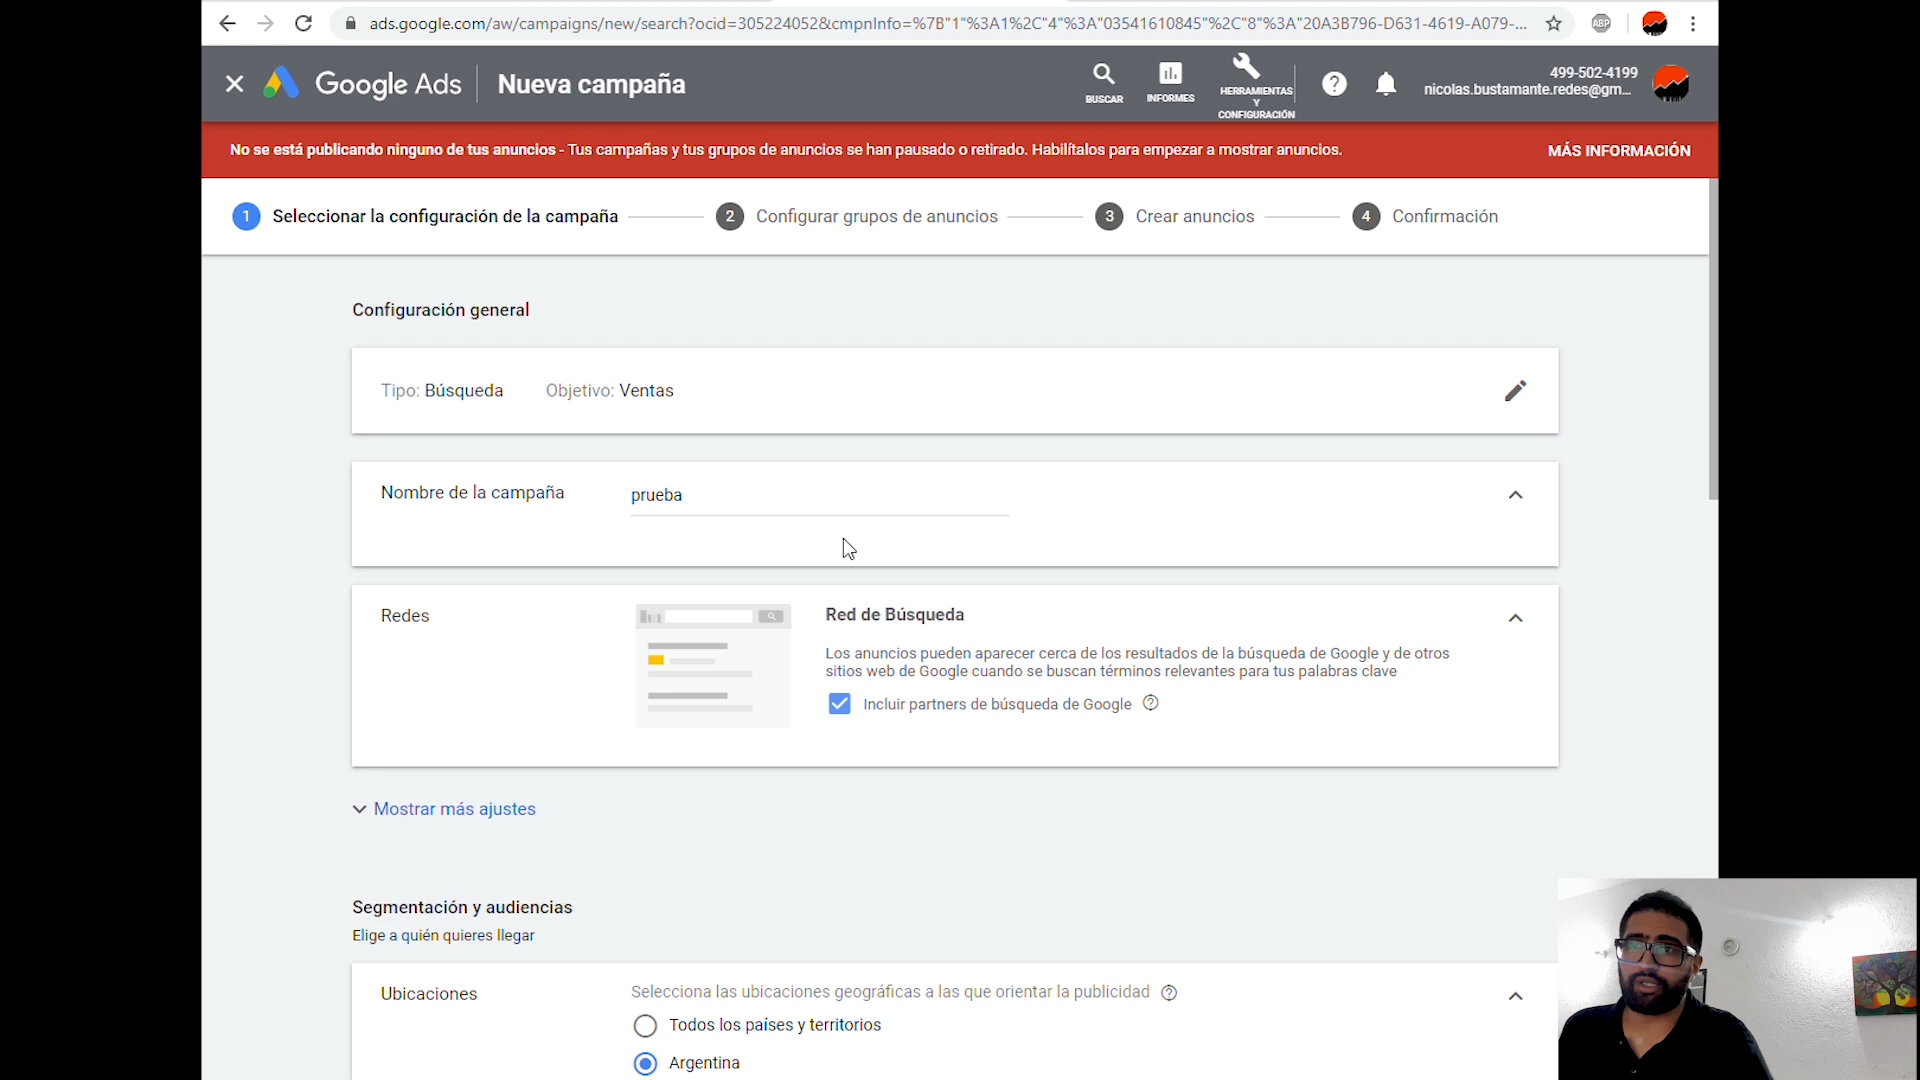 ads.google.com/aw/campaigns/new/search?ocid=305224052&cmpnInfo=%7B"1"%3A1%2C"4"%3A"03541610845"%2C"8"%3A"20A3B796-D631-4619-A079-...
ABP
Google Ads
Nueva campaña
BUSCAR
INFORMES
HERRAMIENTAS
Y
CONFIGURACIÓN
499-502-4199
nicolas.bustamante.redes@gm...
No se está publicando ninguno de tus anuncios - Tus campañas y tus grupos de anuncios se han pausado o retirado. Habilítalos para empezar a mostrar anuncios.
MÁS INFORMACIÓN
1 Seleccionar la configuración de la campaña
2 Configurar grupos de anuncios
3 Crear anuncios
4 Confirmación
Configuración general
Tipo: Búsqueda
Objetivo: Ventas
Nombre de la campaña
prueba
Redes
Red de Búsqueda
Los anuncios pueden aparecer cerca de los resultados de la búsqueda de Google y de otros
sitios web de Google cuando se buscan términos relevantes para tus palabras clave
Incluir partners de búsqueda de Google
Mostrar más ajustes
Segmentación y audiencias
Elige a quién quieres llegar
Ubicaciones
Selecciona las ubicaciones geográficas a las que orientar la publicidad
Todos los países y territorios
Argentina